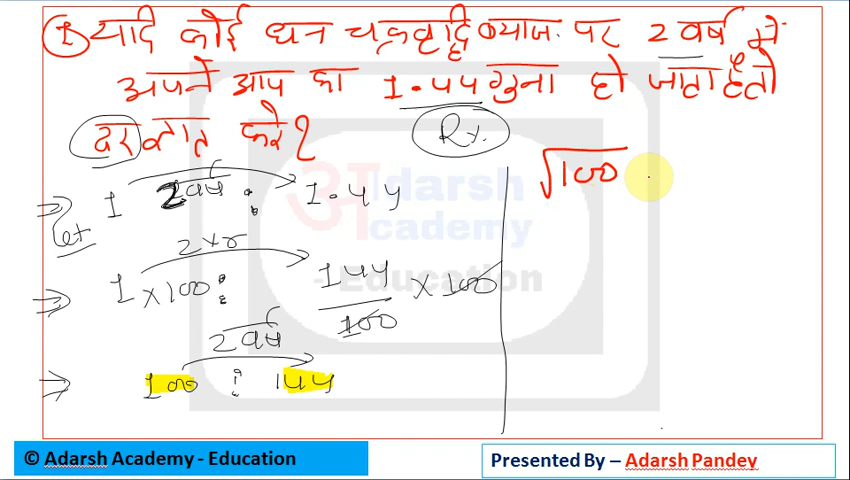 1 यदि कोई धन चक्रवृद्धि ब्याज पर 2 वर्ष में
अपने आप का 1.44 गुना हो जाता है तो
दर ज्ञात करें?
R%
⇒ 1 2 वर्ष : 1.44
Let
2 वर्ष
⇒ 1 × 100 : 144/100 × 100
2 वर्ष
⇒ 100 : 144
√100
अdarsh
Academy
- Education
© Adarsh Academy - Education
Presented By – Adarsh Pandey